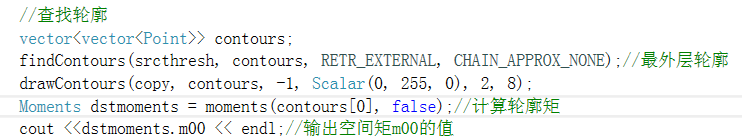 //查找轮廓
vector<vector<Point>> contours;
findContours(srcthresh, contours, RETR_EXTERNAL, CHAIN_APPROX_NONE);//最外层轮廓
drawContours(copy, contours, -1, Scalar(0, 255, 0), 2, 8);
Moments dstmoments = moments(contours[0], false);//计算轮廓矩
cout <<dstmoments.m00 << endl;//输出空间矩m00的值